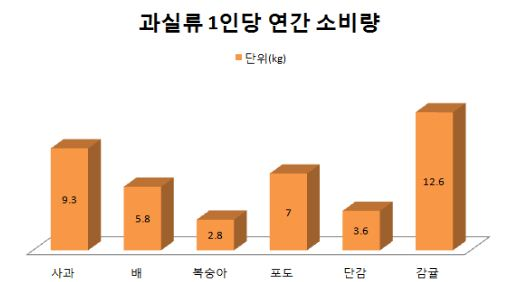 과실류 1인당 연간 소비량
단위(kg)
9.3
5.8
2.8
7
3.6
12.6
사과 배 복숭아 포도 단감 감귤